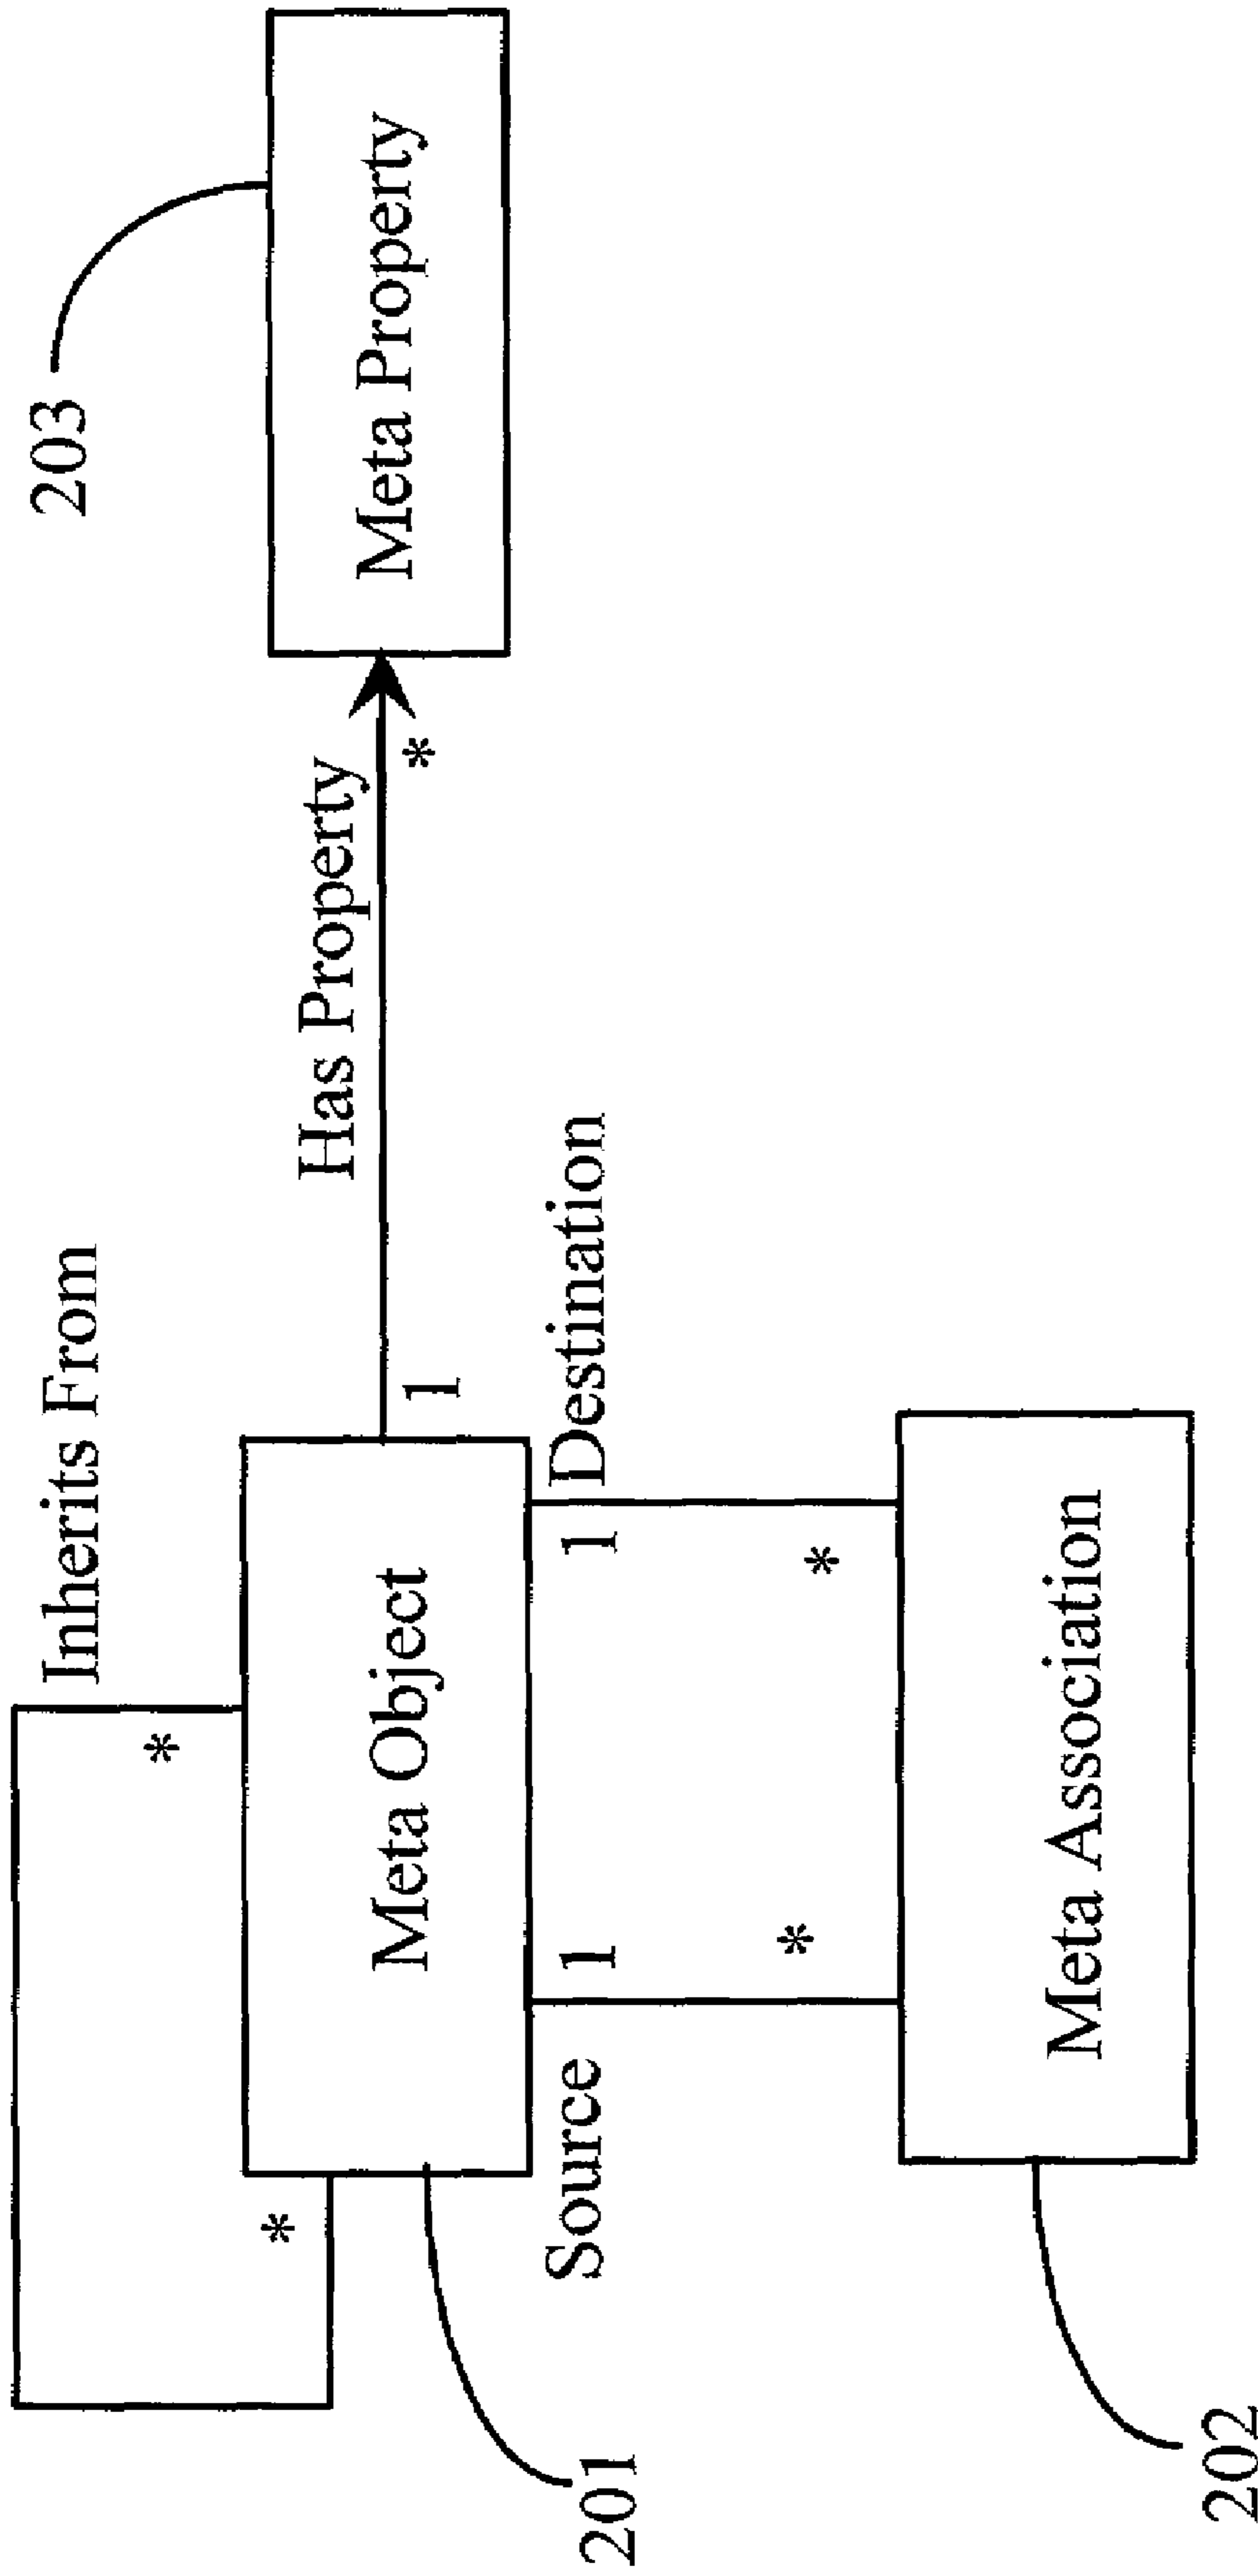 Inherits From
203
*
*
Has Property
Meta Object
Meta Property
1
*
Source
1
1
Destination
201
*
*
Meta Association
202